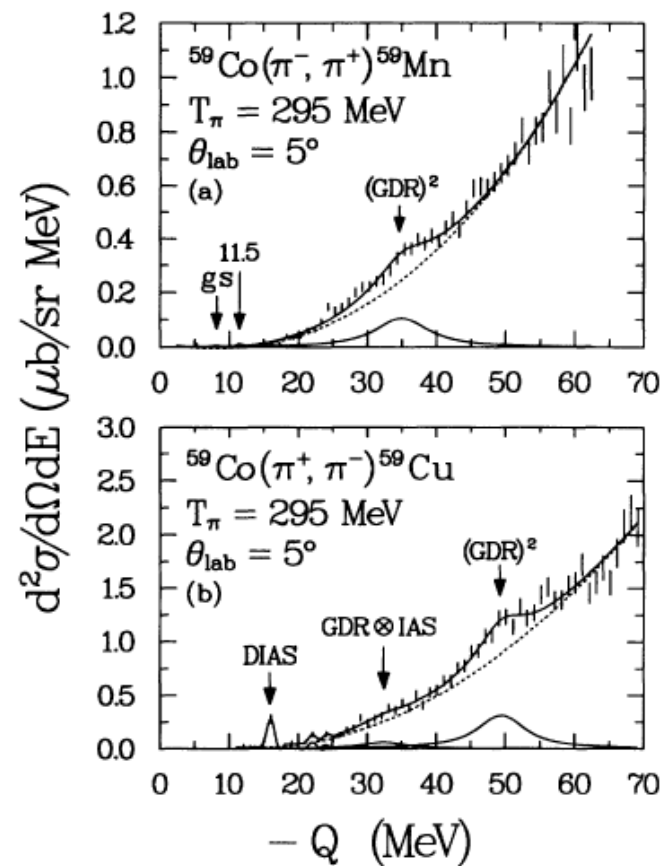 1.2
1.0
0.8
0.6
0.4
0.2
0.0
⁵⁹Co(π⁻, π⁺)⁵⁹Mn
T_π = 295 MeV
θ_lab = 5°
(a)
(GDR)²
11.5
gs
0 10 20 30 40 50 60 70
3.0
2.5
2.0
1.5
1.0
0.5
0.0
⁵⁹Co(π⁺, π⁻)⁵⁹Cu
T_π = 295 MeV
θ_lab = 5°
(b)
(GDR)²
GDR⊗IAS
DIAS
0 10 20 30 40 50 60 70
d²σ/dΩdE (μb/sr MeV)
− Q (MeV)